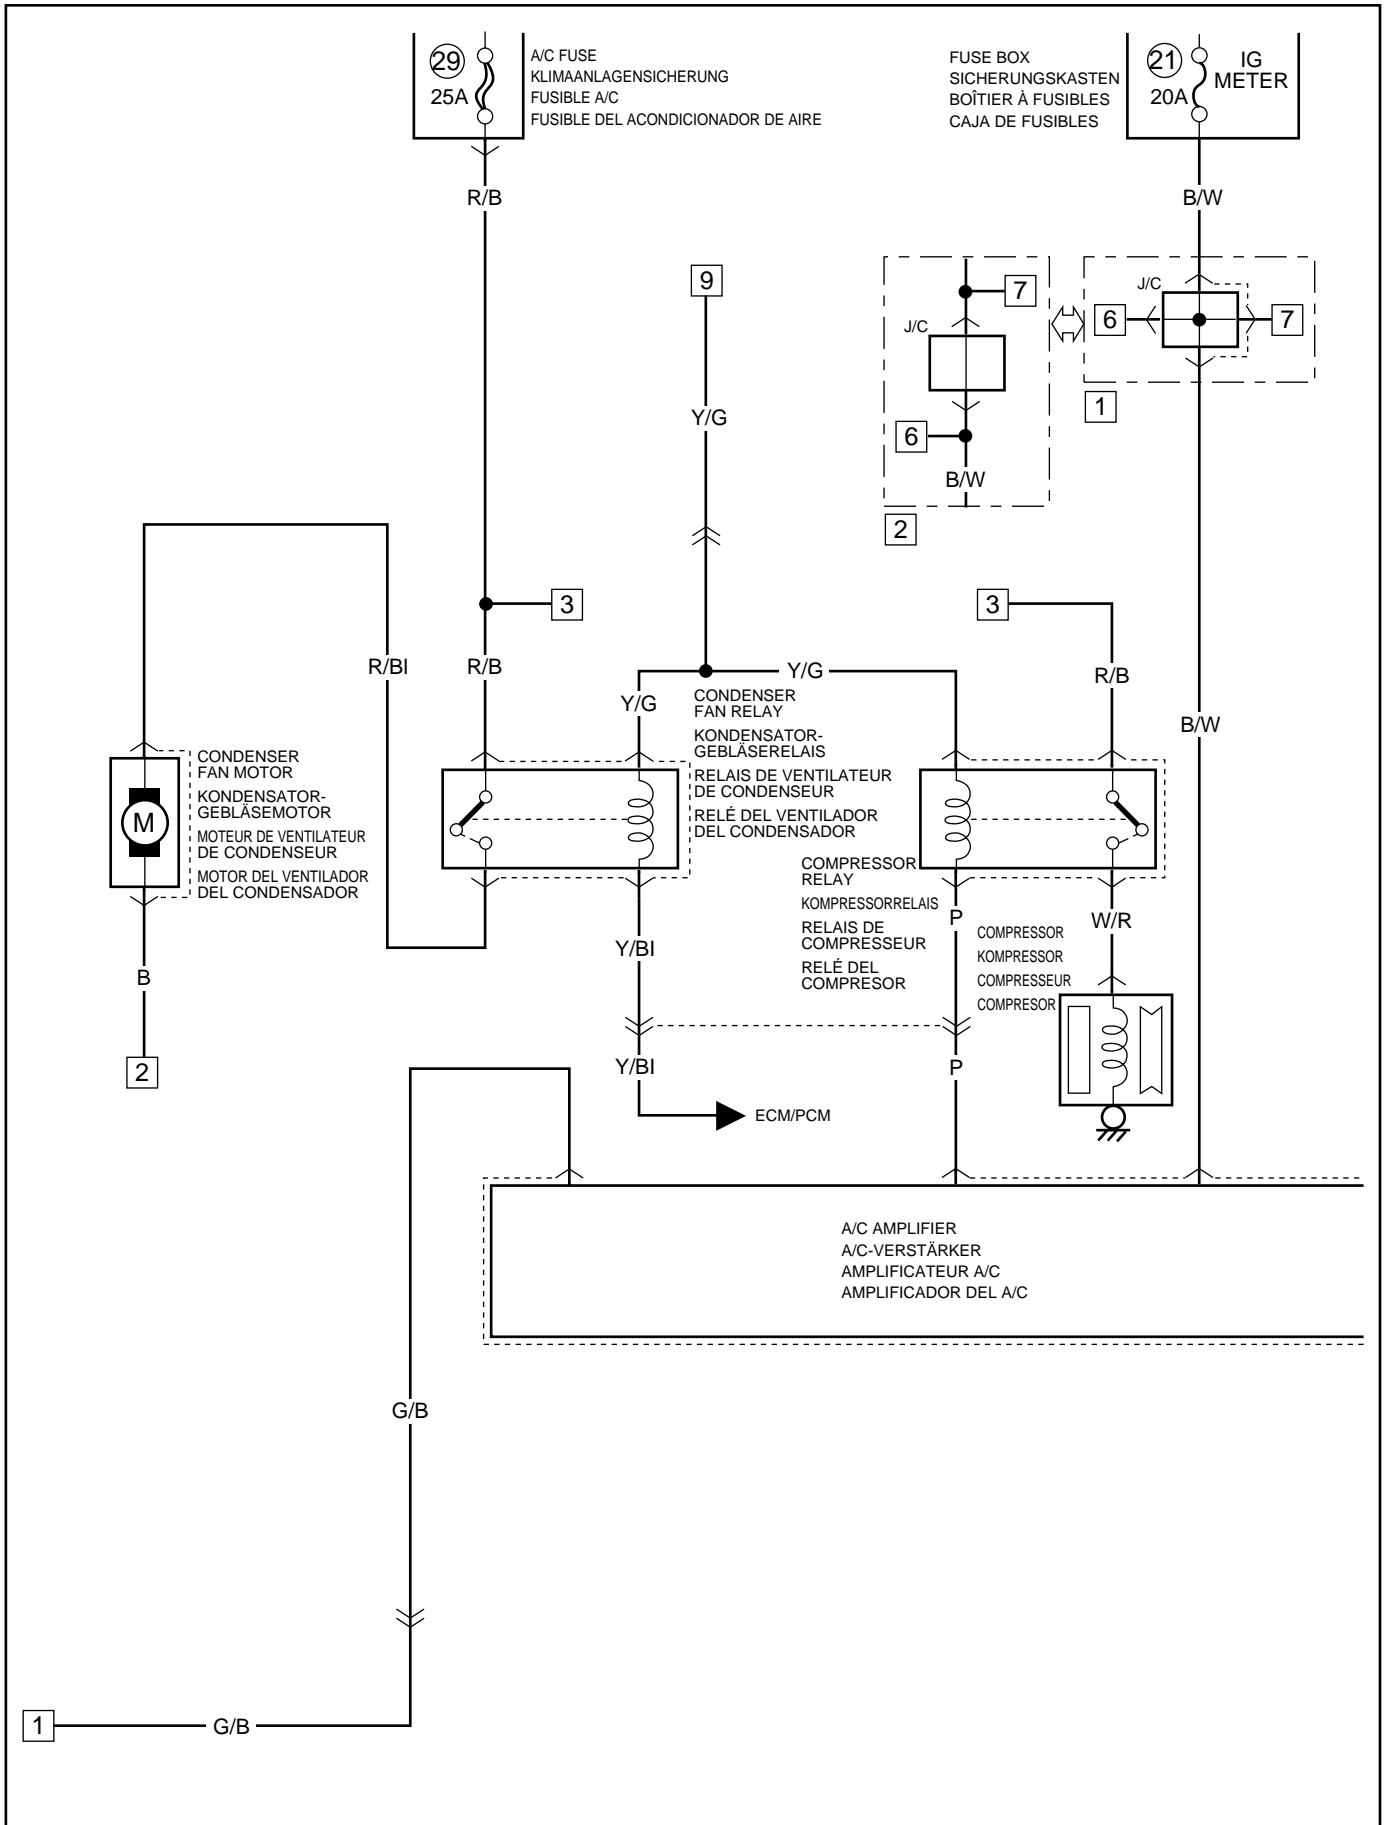 29
25A
A/C FUSE
KLIMAANLAGENSICHERUNG
FUSIBLE A/C
FUSIBLE DEL ACONDICIONADOR DE AIRE
FUSE BOX
SICHERUNGSKASTEN
BOÎTIER À FUSIBLES
CAJA DE FUSIBLES
21
20A
IG
METER
R/B
B/W
9
7
J/C
6
B/W
2
J/C
6
7
1
Y/G
3
3
R/BI
R/B
Y/G
Y/G
R/B
B/W
CONDENSER
FAN RELAY
KONDENSATOR-
GEBLÄSERELAIS
RELAIS DE VENTILATEUR
DE CONDENSEUR
RELÉ DEL VENTILADOR
DEL CONDENSADOR
CONDENSER
FAN MOTOR
KONDENSATOR-
GEBLÄSEMOTOR
MOTEUR DE VENTILATEUR
DE CONDENSEUR
MOTOR DEL VENTILADOR
DEL CONDENSADOR
M
COMPRESSOR
RELAY
KOMPRESSORRELAIS
RELAIS DE
COMPRESSEUR
RELÉ DEL
COMPRESOR
P
W/R
COMPRESSOR
KOMPRESSOR
COMPRESSEUR
COMPRESOR
Y/BI
B
2
Y/BI
P
ECM/PCM
A/C AMPLIFIER
A/C-VERSTÄRKER
AMPLIFICATEUR A/C
AMPLIFICADOR DEL A/C
G/B
1
G/B